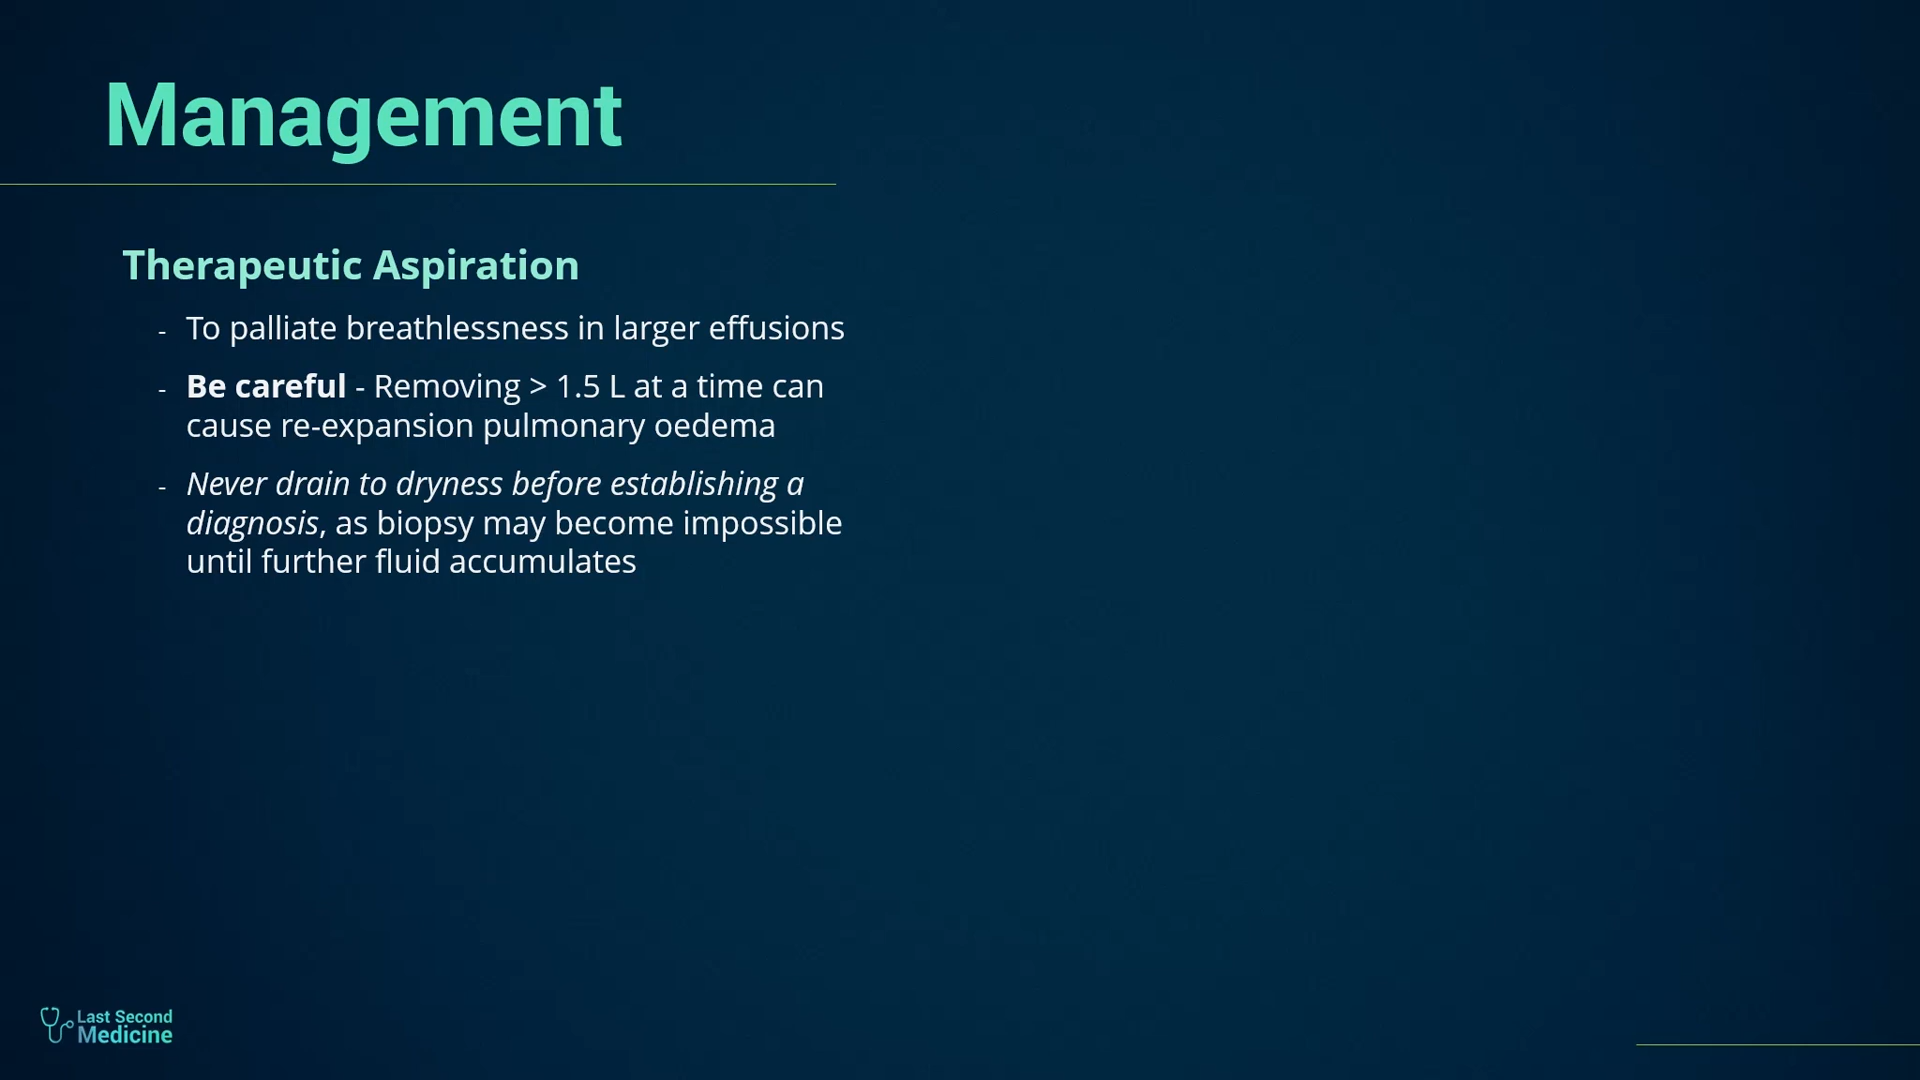 Management
Therapeutic Aspiration
- To palliate breathlessness in larger effusions
- Be careful - Removing > 1.5 L at a time can
cause re-expansion pulmonary oedema
- Never drain to dryness before establishing a
diagnosis, as biopsy may become impossible
until further fluid accumulates
Last Second
Medicine